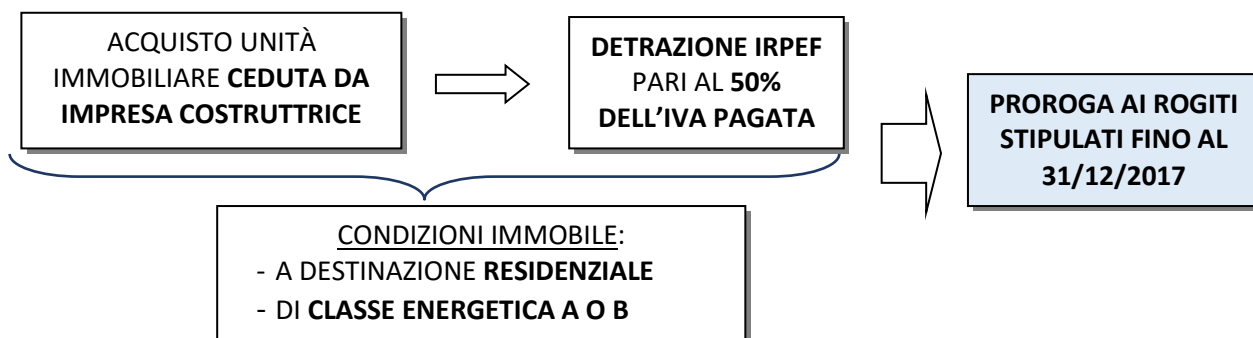 ACQUISTO UNITÀ
IMMOBILIARE CEDUTA DA
IMPRESA COSTRUTTRICE
DETRAZIONE IRPEF
PARI AL 50%
DELL’IVA PAGATA
PROROGA AI ROGITI
STIPULATI FINO AL
31/12/2017
CONDIZIONI IMMOBILE:
- A DESTINAZIONE RESIDENZIALE
- DI CLASSE ENERGETICA A O B